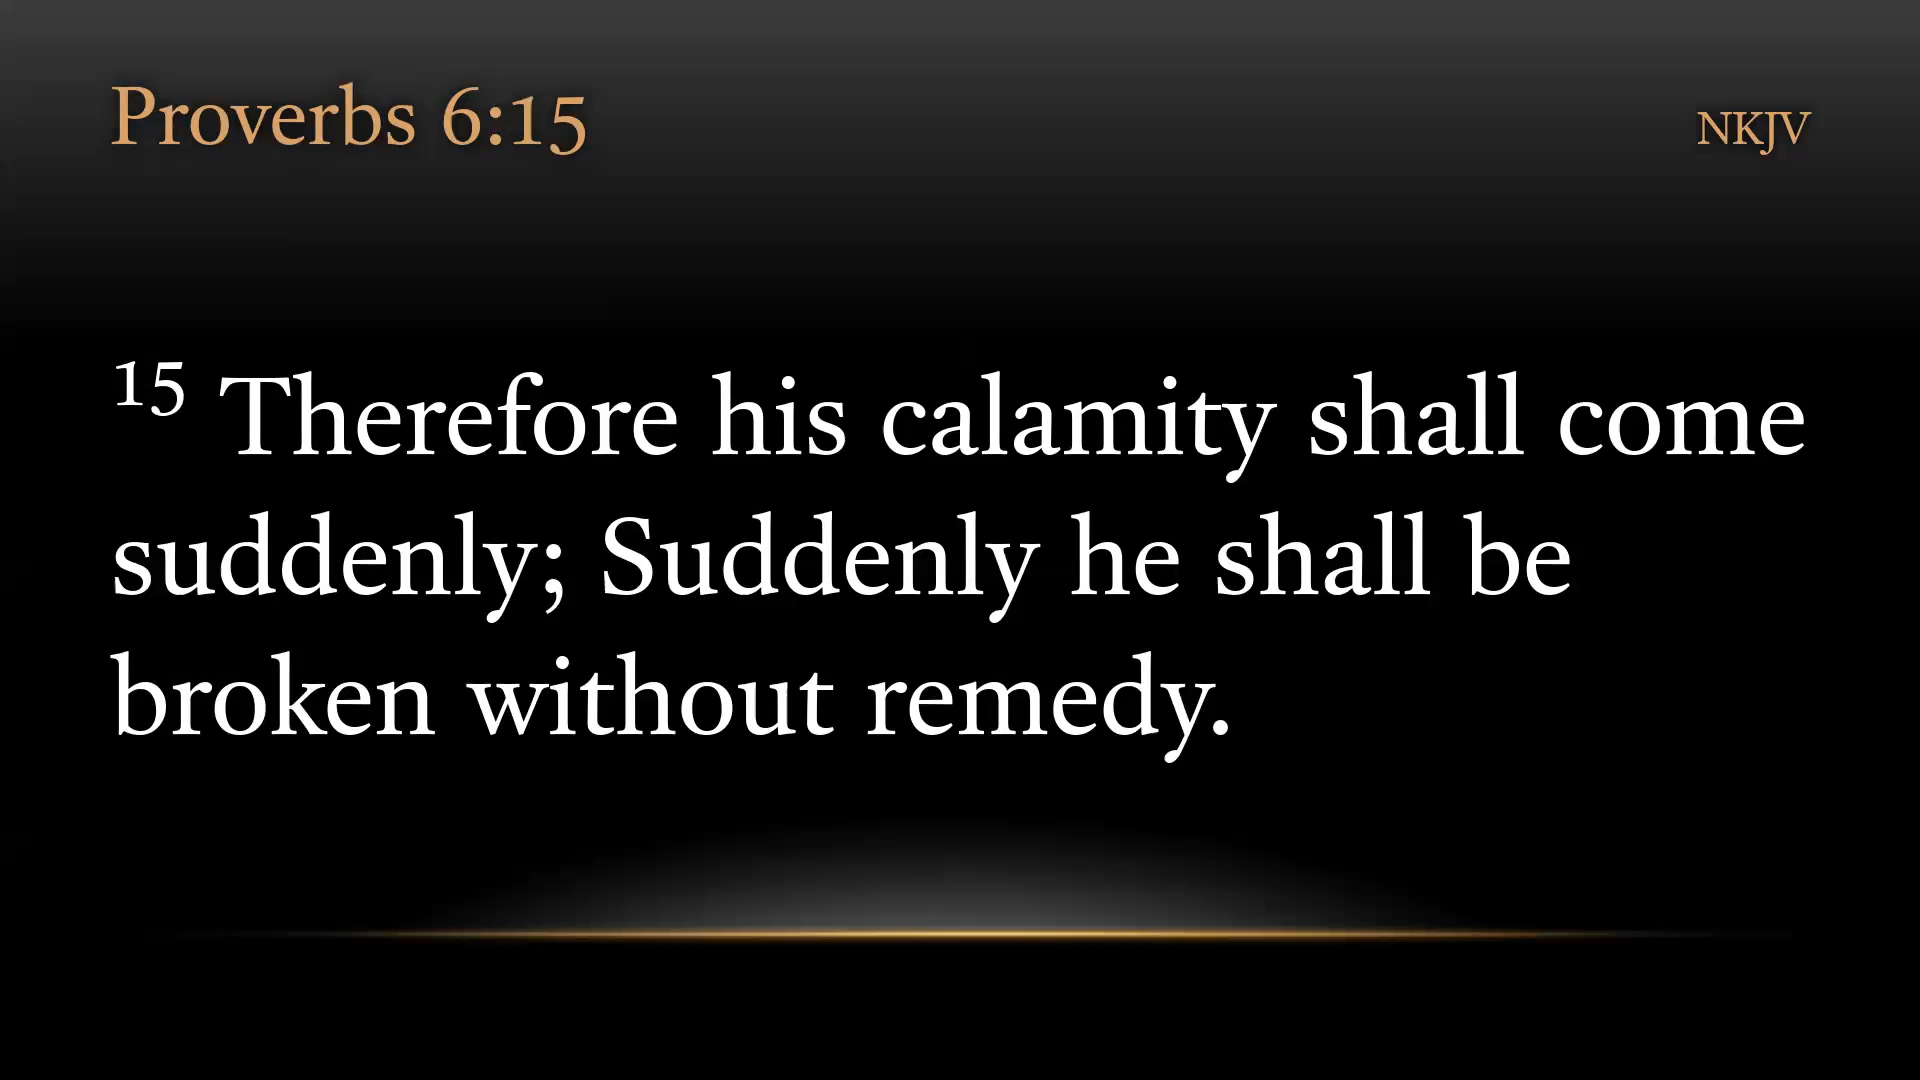 Proverbs 6:15
NKJV
15 Therefore his calamity shall come
suddenly; Suddenly he shall be
broken without remedy.